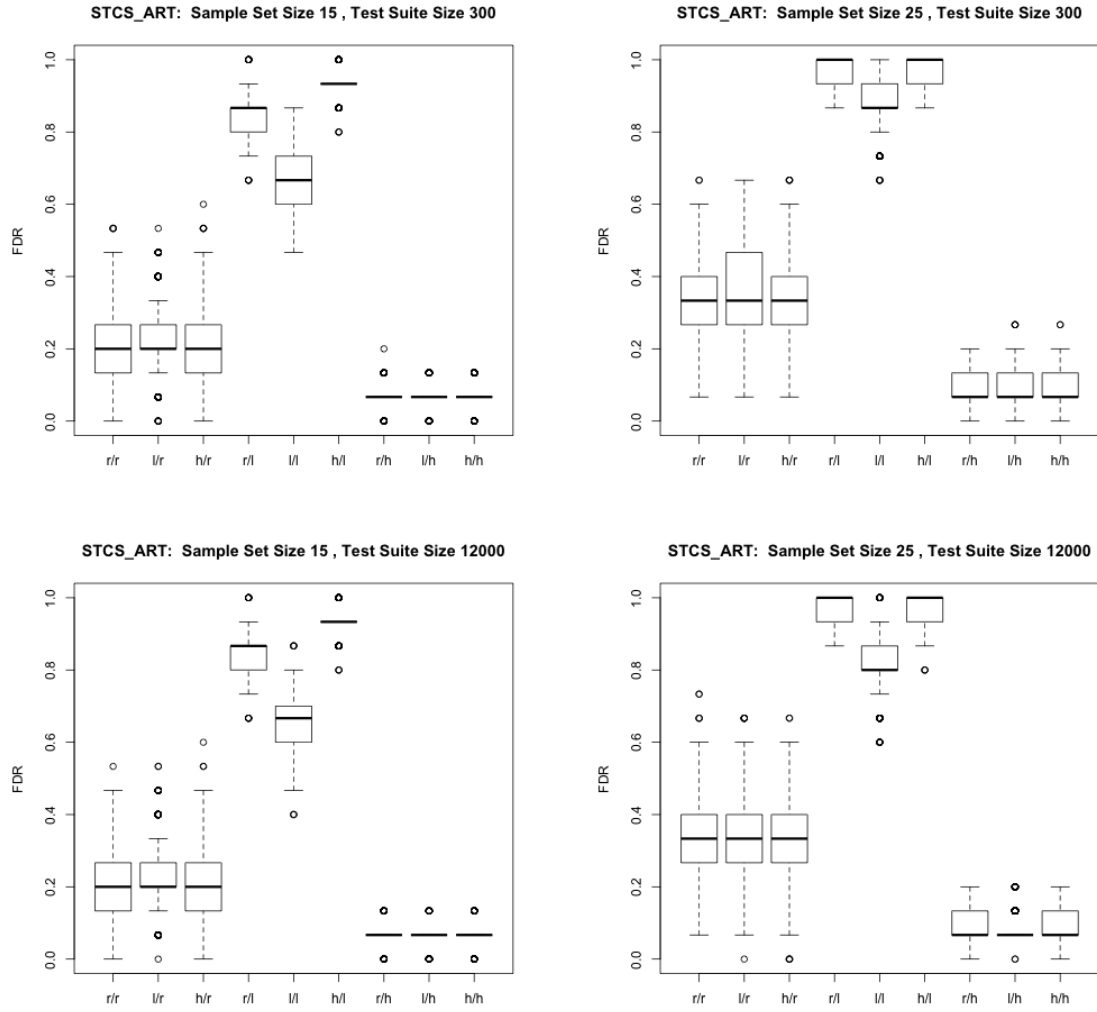 STCS_ART: Sample Set Size 15 , Test Suite Size 300
FDR
1.0
0.8
0.6
0.4
0.2
0.0
r/r l/r h/r r/l l/l h/l r/h l/h h/h
STCS_ART: Sample Set Size 25 , Test Suite Size 300
FDR
1.0
0.8
0.6
0.4
0.2
0.0
r/r l/r h/r r/l l/l h/l r/h l/h h/h
STCS_ART: Sample Set Size 15 , Test Suite Size 12000
FDR
1.0
0.8
0.6
0.4
0.2
0.0
r/r l/r h/r r/l l/l h/l r/h l/h h/h
STCS_ART: Sample Set Size 25 , Test Suite Size 12000
FDR
1.0
0.8
0.6
0.4
0.2
0.0
r/r l/r h/r r/l l/l h/l r/h l/h h/h